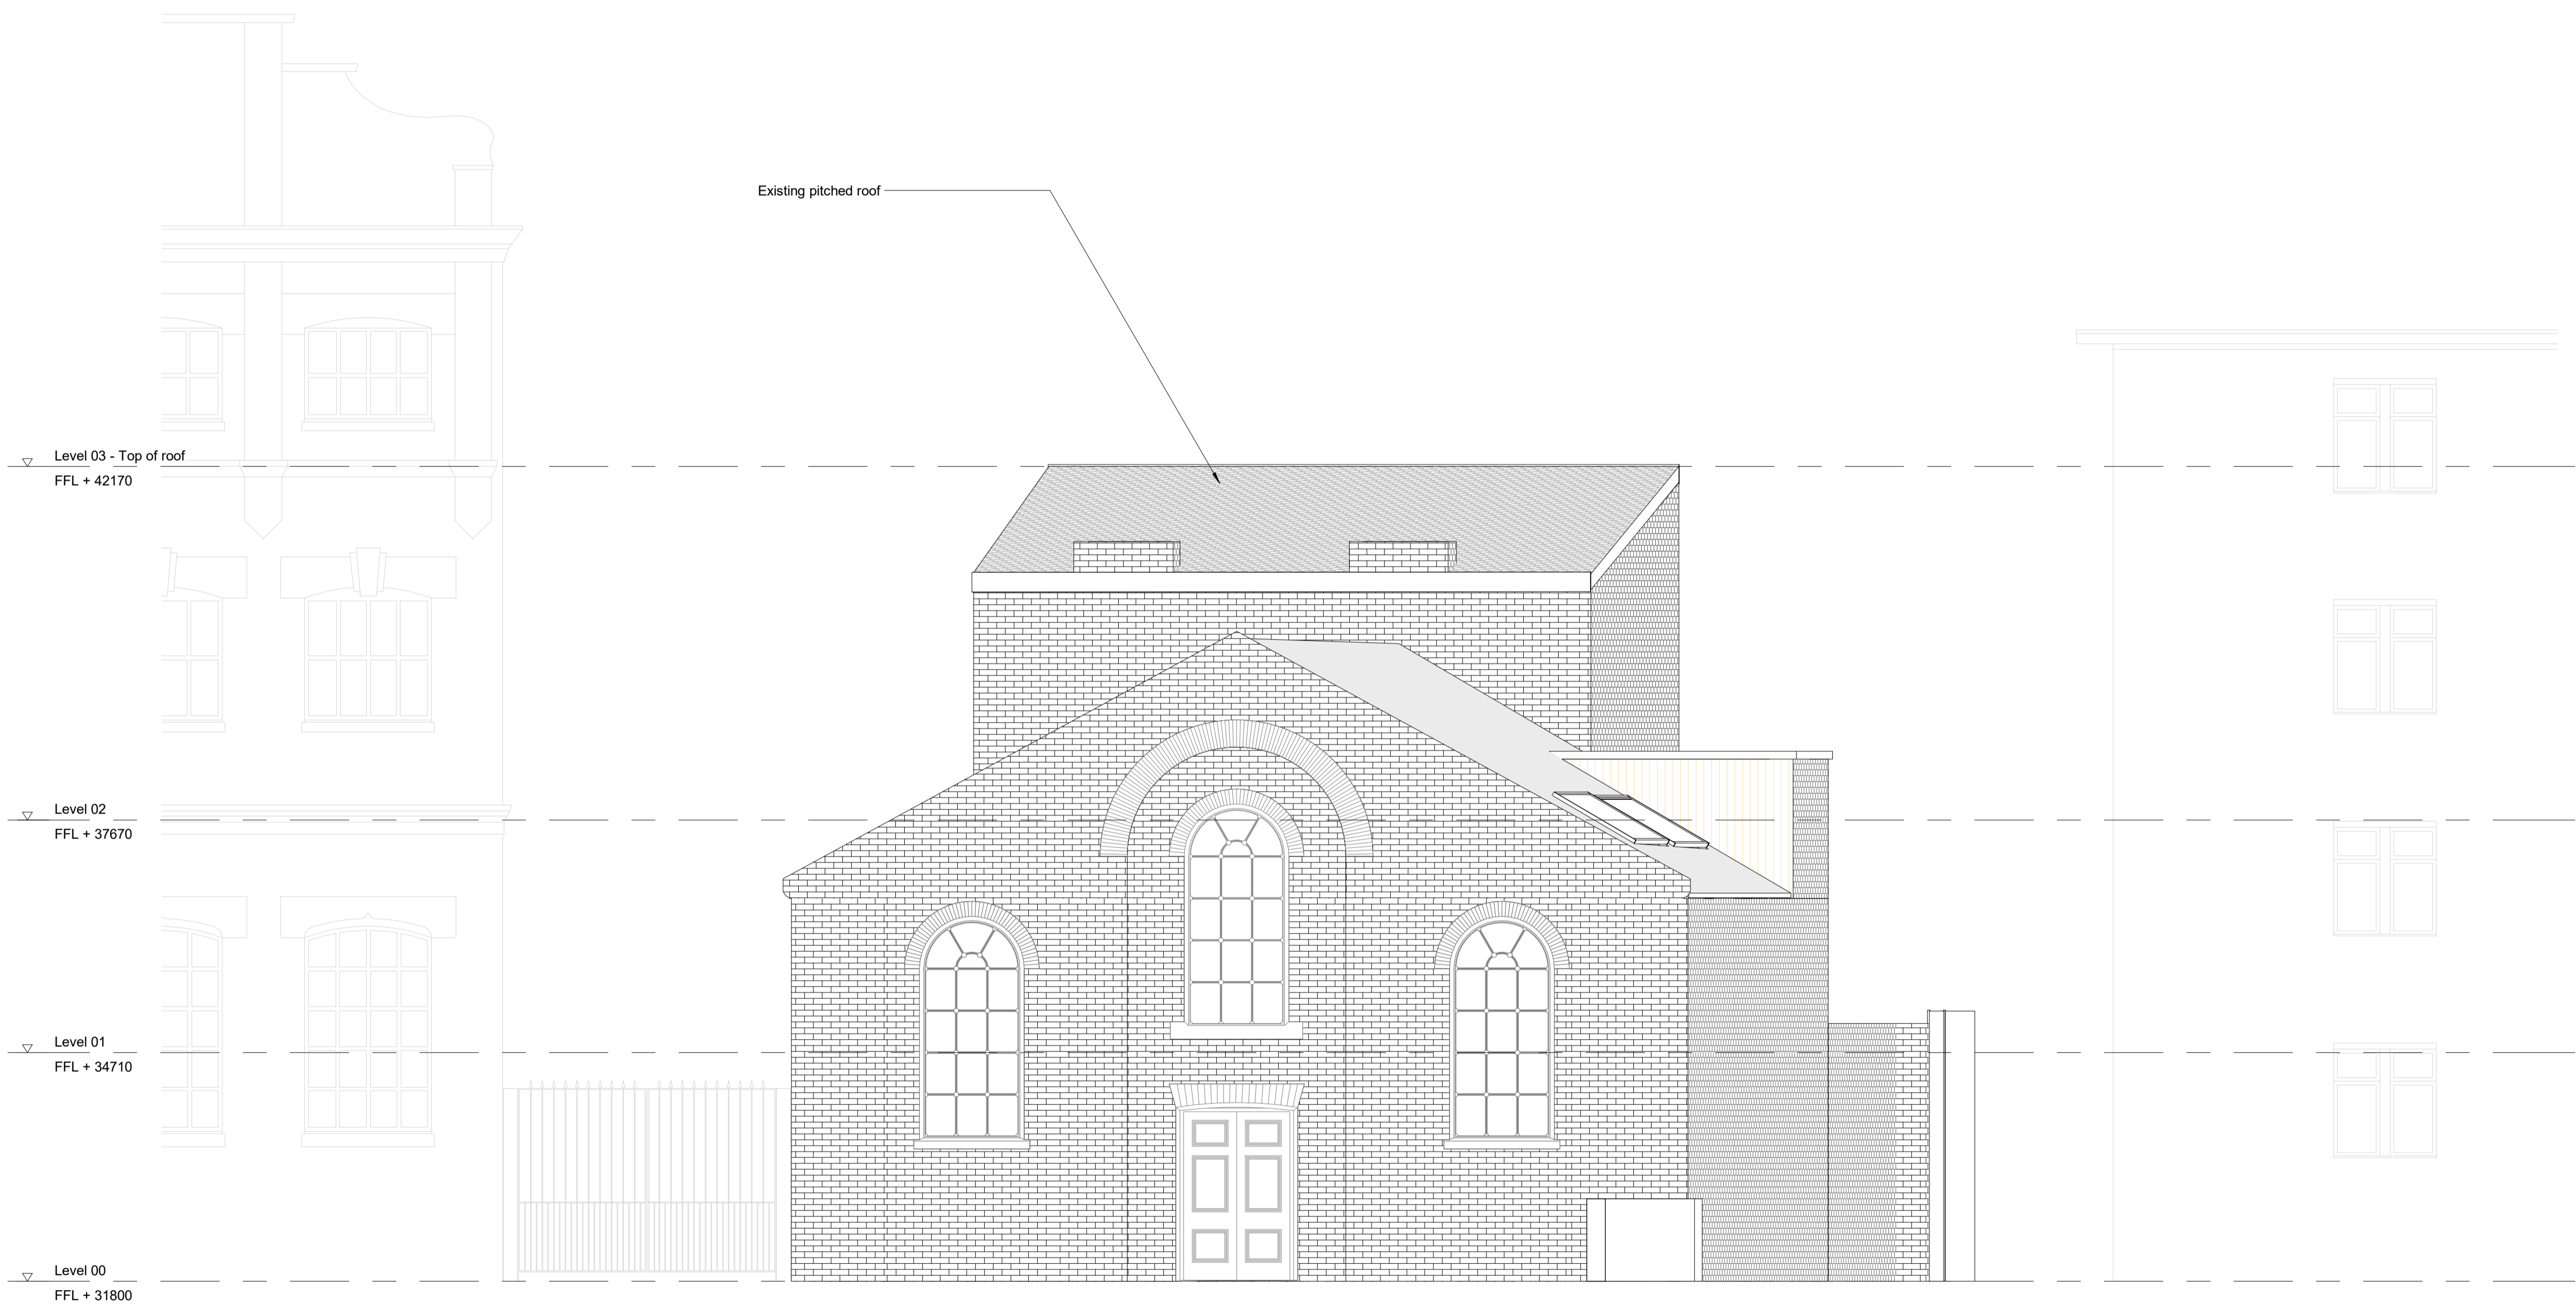 Existing pitched roof
Level 03 - Top of roof
FFL + 42170
Level 02
FFL + 37670
Level 01
FFL + 34710
Level 00
FFL + 31800